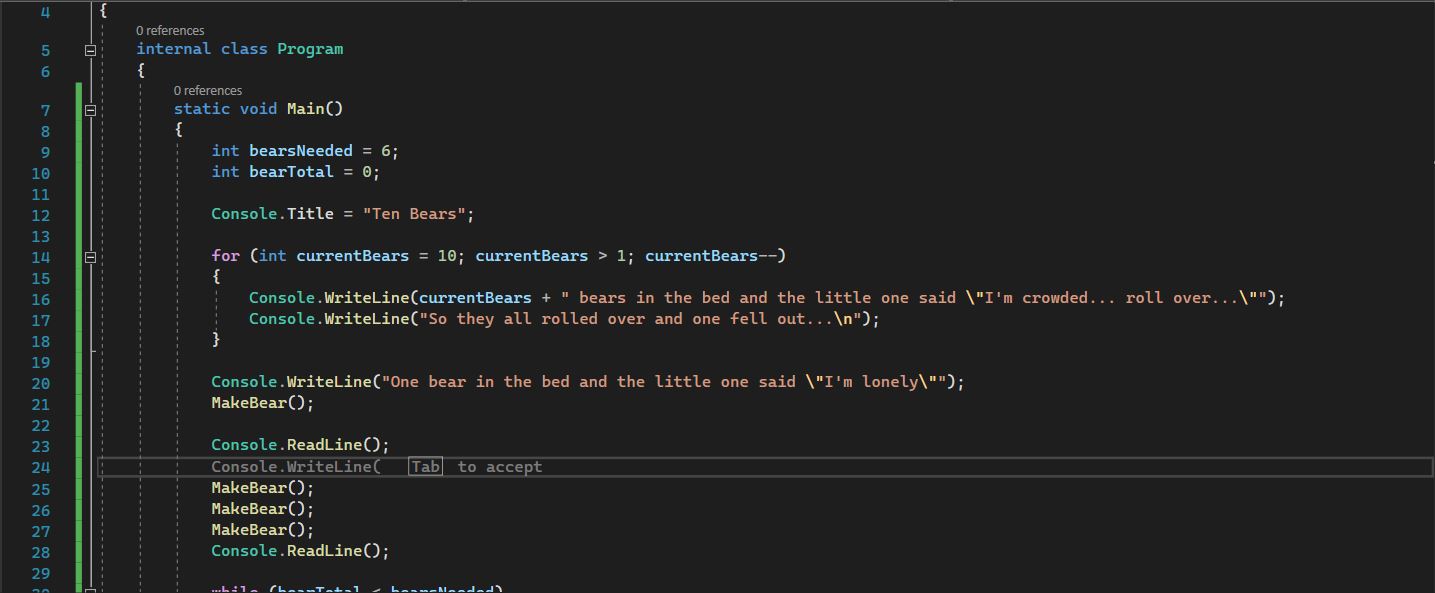 4 {
0 references
5 internal class Program
6 {
0 references
7 static void Main()
8 {
9 int bearsNeeded = 6;
10 int bearTotal = 0;
11
12 Console.Title = "Ten Bears";
13
14 for (int currentBears = 10; currentBears > 1; currentBears--)
15 {
16 Console.WriteLine(currentBears + " bears in the bed and the little one said \"I'm crowded... roll over...\"");
17 Console.WriteLine("So they all rolled over and one fell out...\n");
18 }
19
20 Console.WriteLine("One bear in the bed and the little one said \"I'm lonely\"");
21 MakeBear();
22
23 Console.ReadLine();
24 Console.WriteLine( Tab to accept
25 MakeBear();
26 MakeBear();
27 MakeBear();
28 Console.ReadLine();
29
30 while (bearTotal < bearsNeeded)